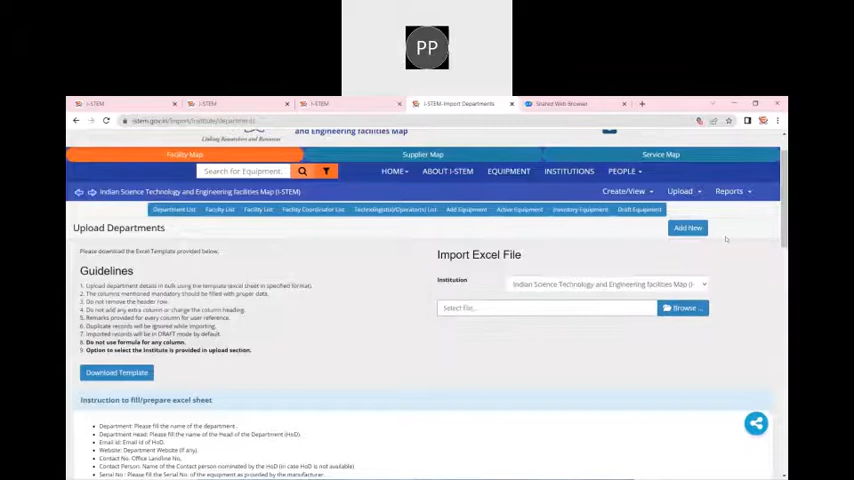 PP
I-STEM
I-STEM
I-STEM
I-STEM-Import Departments
Shared Web Browser
Linking Researchers and Resources
and Engineering facilities Map
Facility Map
Supplier Map
Service Map
Search for Equipment,
HOME
ABOUT I-STEM
EQUIPMENT
INSTITUTIONS
PEOPLE
Indian Science Technology and Engineering facilities Map (I-STEM)
Create/View
Upload
Reports
Department List
Faculty List
Facility List
Facility Coordinator List
Technologist(s)/Operator(s) List
Add Equipment
Active Equipment
Inventory Equipment
Draft Equipment
Upload Departments
Add New
Please download the Excel Template provided below.
Import Excel File
Guidelines
Institution
Indian Science Technology and Engineering facilities Map (I-
1. Upload department details in bulk using the template (excel sheet in specified format).
2. The columns mentioned mandatory should be filled with proper data.
3. Do not remove the header row.
4. Do not add any extra column or change the column heading.
5. Remarks provided for every column for user reference.
6. Duplicate records will be ignored while importing.
7. Imported records will be in DRAFT mode by default.
8. Do not use formula for any column.
9. Option to select the Institute is provided in upload section.
Select file...
Browse ...
Download Template
Instruction to fill/prepare excel sheet
Department: Please fill the name of the department .
Department Head: Please fill the name of the Head of the Department (HoD).
Email Id: Email Id of HoD.
Website: Department Website (if any).
Contact No: Office Landline No.
Contact Person: Name of the Contact person nominated by the HoD (in case HoD is not available)
Serial No : Please fill the Serial No. of the equipment as provided by the manufacturer.